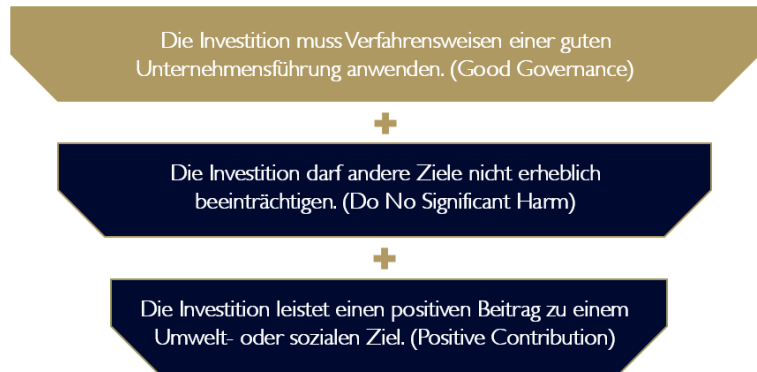 Die Investition muss Verfahrensweisen einer guten
Unternehmensführung anwenden. (Good Governance)
+
Die Investition darf andere Ziele nicht erheblich
beeinträchtigen. (Do No Significant Harm)
+
Die Investition leistet einen positiven Beitrag zu einem
Umwelt- oder sozialen Ziel. (Positive Contribution)